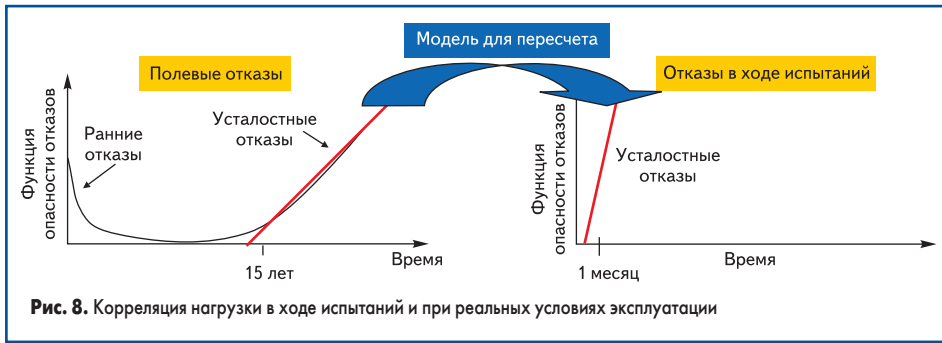 Модель для пересчета
Полевые отказы
Отказы в ходе испытаний
Функция
опасности отказов
Ранние
отказы
Усталостные
отказы
15 лет
Время
Функция
опасности отказов
Усталостные
отказы
1 месяц
Время
Рис. 8. Корреляция нагрузки в ходе испытаний и при реальных условиях эксплуатации